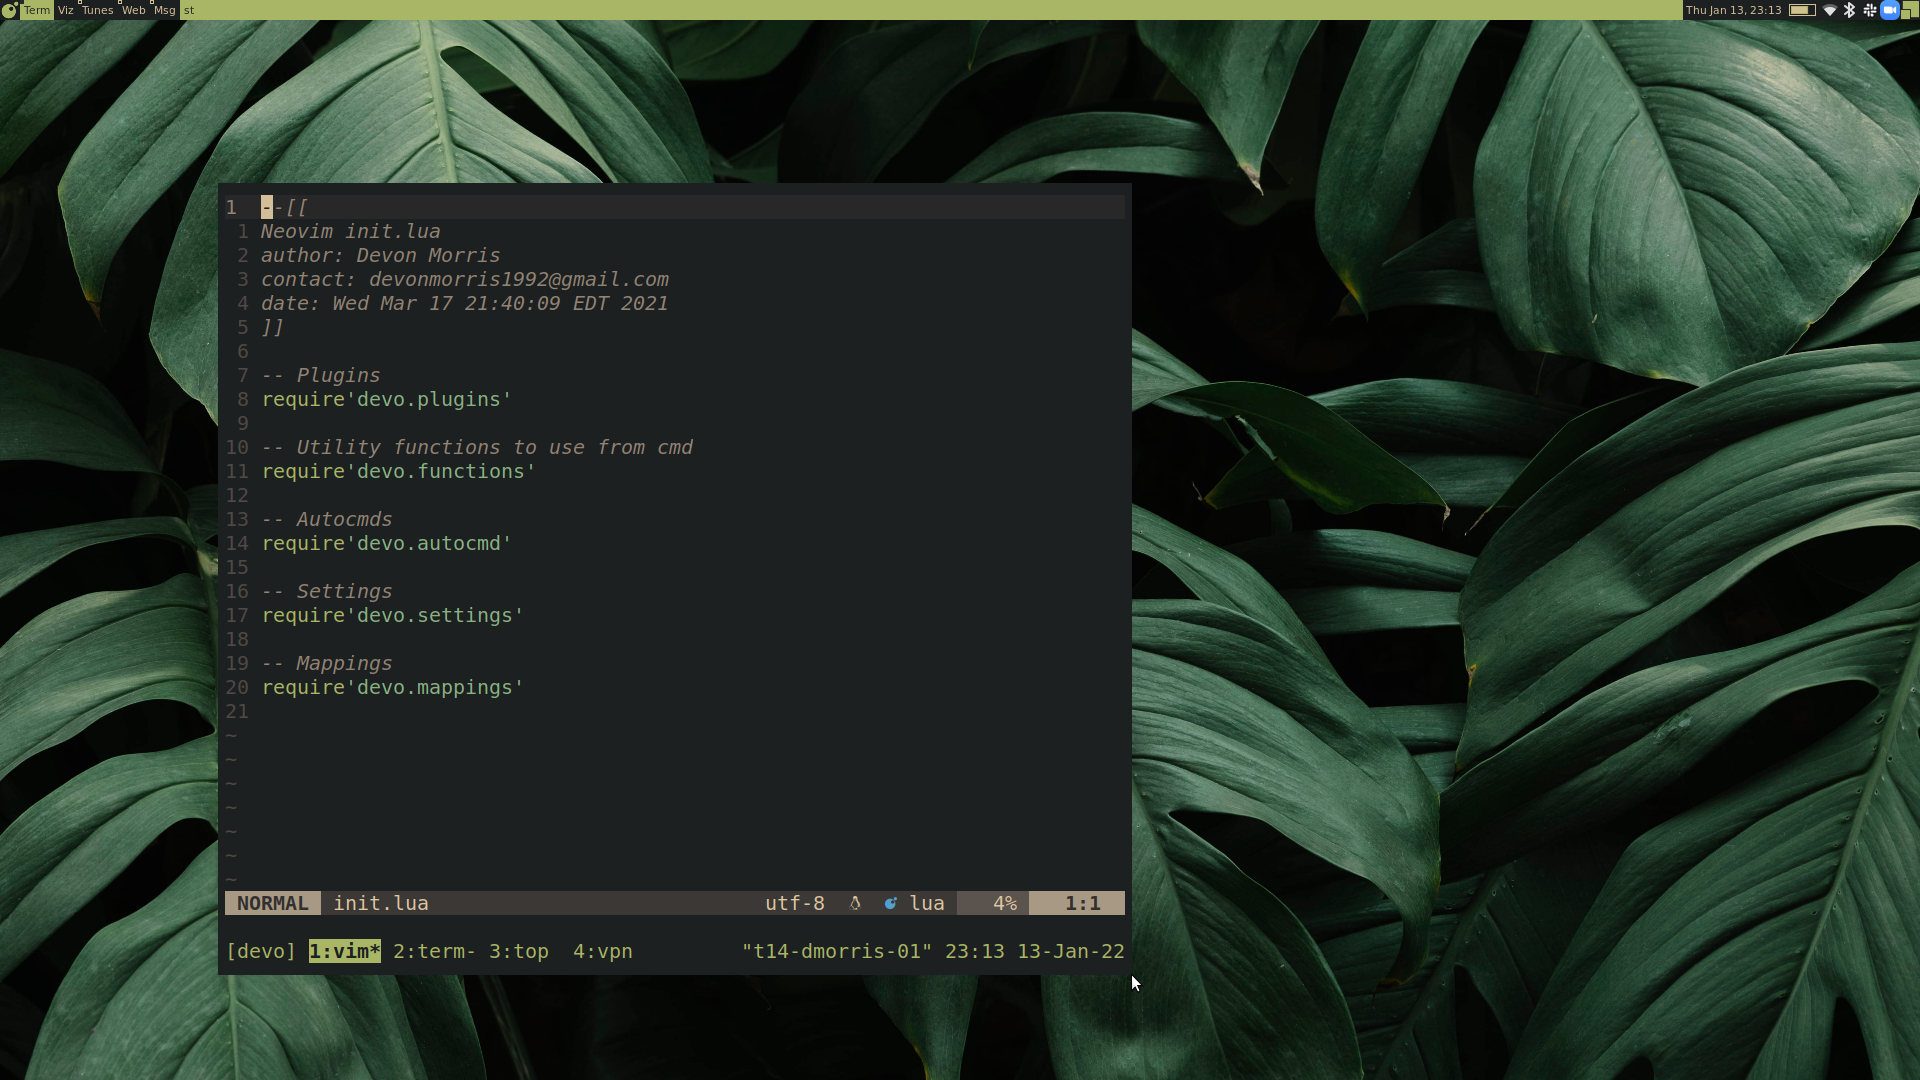 Term Viz Tunes Web Msg st
Thu Jan 13, 23:13
1 --[[
1 Neovim init.lua
2 author: Devon Morris
3 contact: devonmorris1992@gmail.com
4 date: Wed Mar 17 21:40:09 EDT 2021
5 ]]
6
7 -- Plugins
8 require'devo.plugins'
9
10 -- Utility functions to use from cmd
11 require'devo.functions'
12
13 -- Autocmds
14 require'devo.autocmd'
15
16 -- Settings
17 require'devo.settings'
18
19 -- Mappings
20 require'devo.mappings'
21
~
~
~
~
~
~
~
NORMAL init.lua utf-8 lua 4% 1:1
[devo] 1:vim* 2:term- 3:top 4:vpn "t14-dmorris-01" 23:13 13-Jan-22